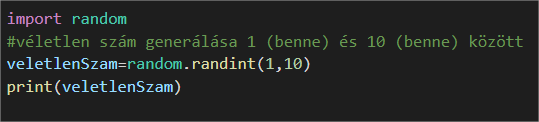 import random
#véletlen szám generálása 1 (benne) és 10 (benne) között
veletlenSzam=random.randint(1,10)
print(veletlenSzam)